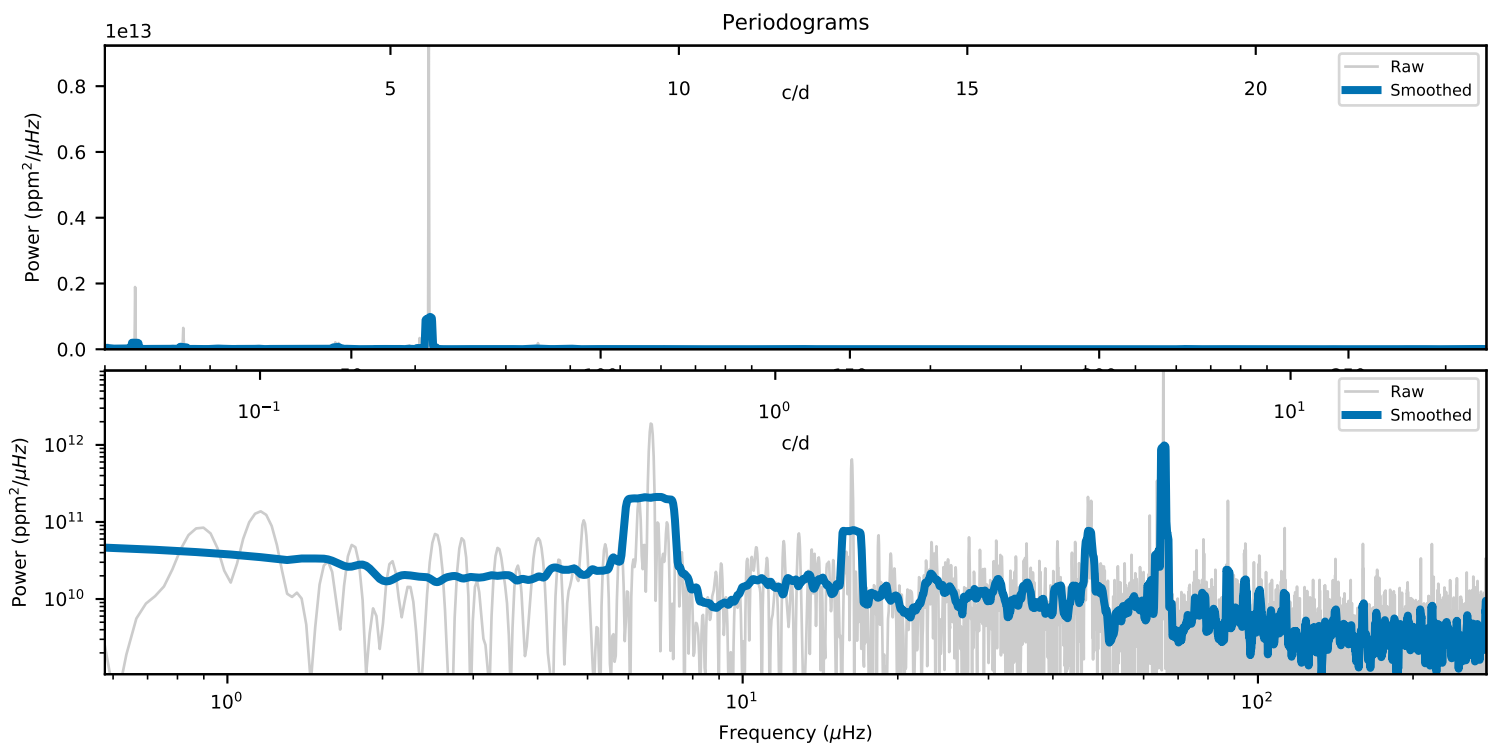 Periodograms
1e13
Raw
Smoothed
5
10
15
20
c/d
0.8
0.6
0.4
0.2
0.0
Power (ppm²/μHz)
Raw
Smoothed
10⁻¹
10⁰
10¹
c/d
10¹²
10¹¹
10¹⁰
Power (ppm²/μHz)
10⁰
10¹
10²
Frequency (μHz)